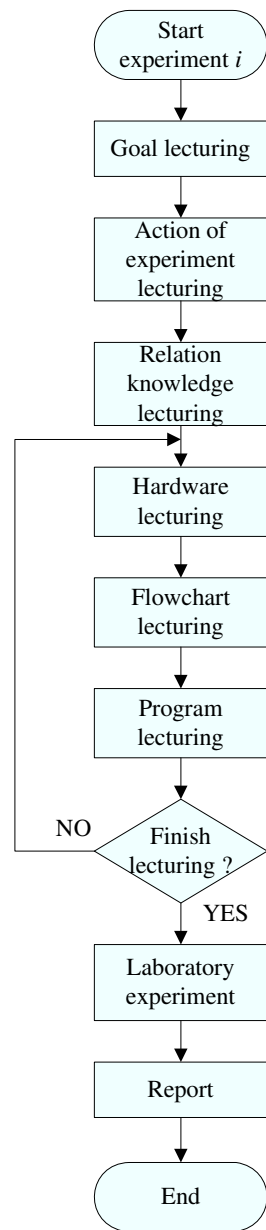 Start
experiment i
Goal lecturing
Action of
experiment
lecturing
Relation
knowledge
lecturing
Hardware
lecturing
Flowchart
lecturing
Program
lecturing
NO
Finish
lecturing ?
YES
Laboratory
experiment
Report
End